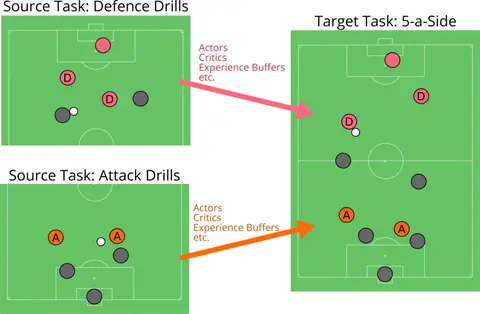 Source Task: Defence Drills
D
D
Actors
Critics
Experience Buffers
etc.
Source Task: Attack Drills
A
A
Actors
Critics
Experience Buffers
etc.
Target Task: 5-a-Side
D
D
A
A